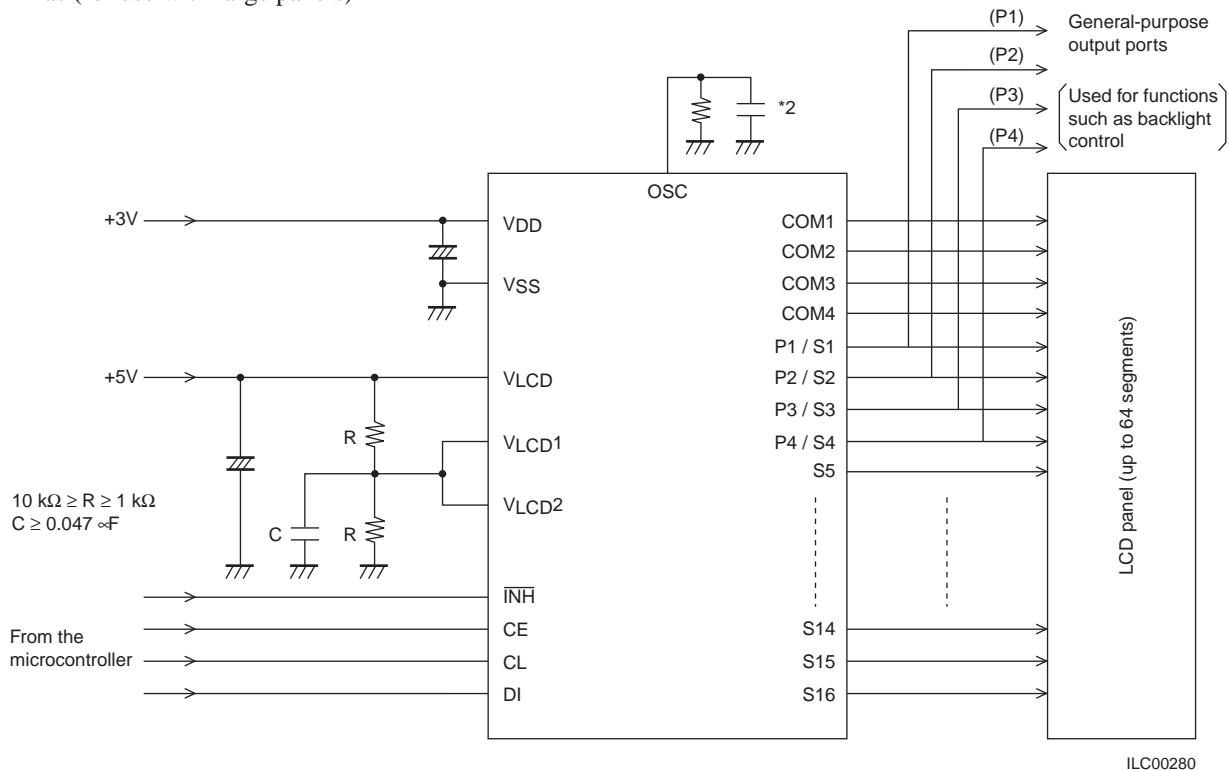 (P1)
General-purpose
output ports
(P2)
(P3)
Used for functions
such as backlight
control
(P4)
*2
OSC
+3V
VDD
VSS
COM1
COM2
COM3
COM4
P1 / S1
P2 / S2
P3 / S3
P4 / S4
S5
+5V
VLCD
R
VLCD1
VLCD2
C
R
10 kΩ ≥ R ≥ 1 kΩ
C ≥ 0.047 ∝F
INH
CE
CL
DI
From the
microcontroller
S14
S15
S16
LCD panel (up to 64 segments)
ILC00280